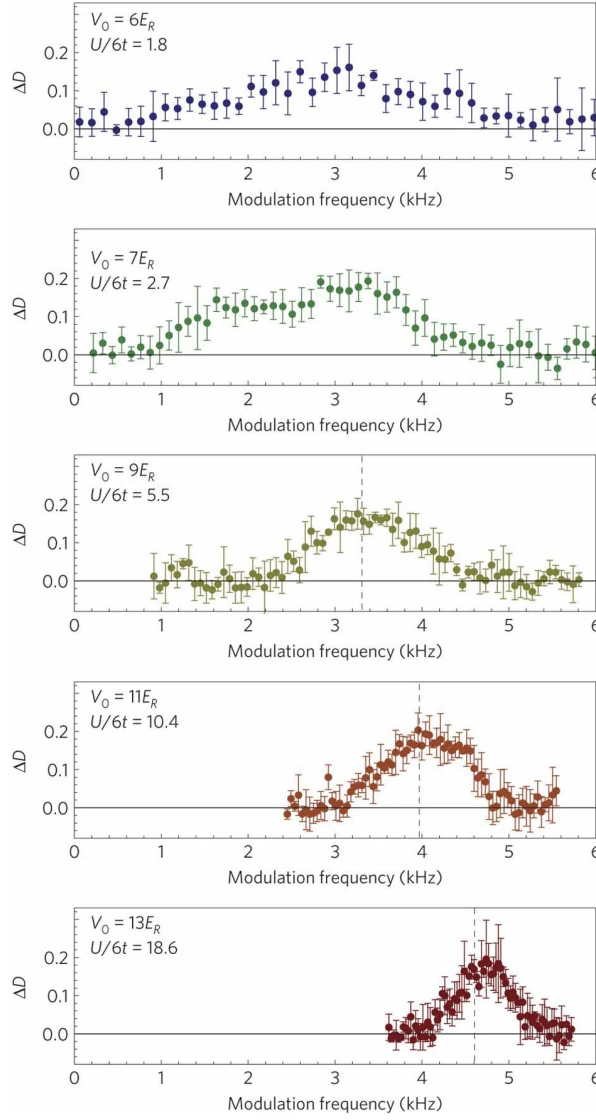 V₀ = 6E_R
U/6t = 1.8
ΔD
0.2
0.1
0.0
0 1 2 3 4 5 6
Modulation frequency (kHz)
V₀ = 7E_R
U/6t = 2.7
ΔD
0.2
0.1
0.0
0 1 2 3 4 5 6
Modulation frequency (kHz)
V₀ = 9E_R
U/6t = 5.5
ΔD
0.2
0.1
0.0
0 1 2 3 4 5 6
Modulation frequency (kHz)
V₀ = 11E_R
U/6t = 10.4
ΔD
0.2
0.1
0.0
0 1 2 3 4 5 6
Modulation frequency (kHz)
V₀ = 13E_R
U/6t = 18.6
ΔD
0.2
0.1
0.0
0 1 2 3 4 5 6
Modulation frequency (kHz)